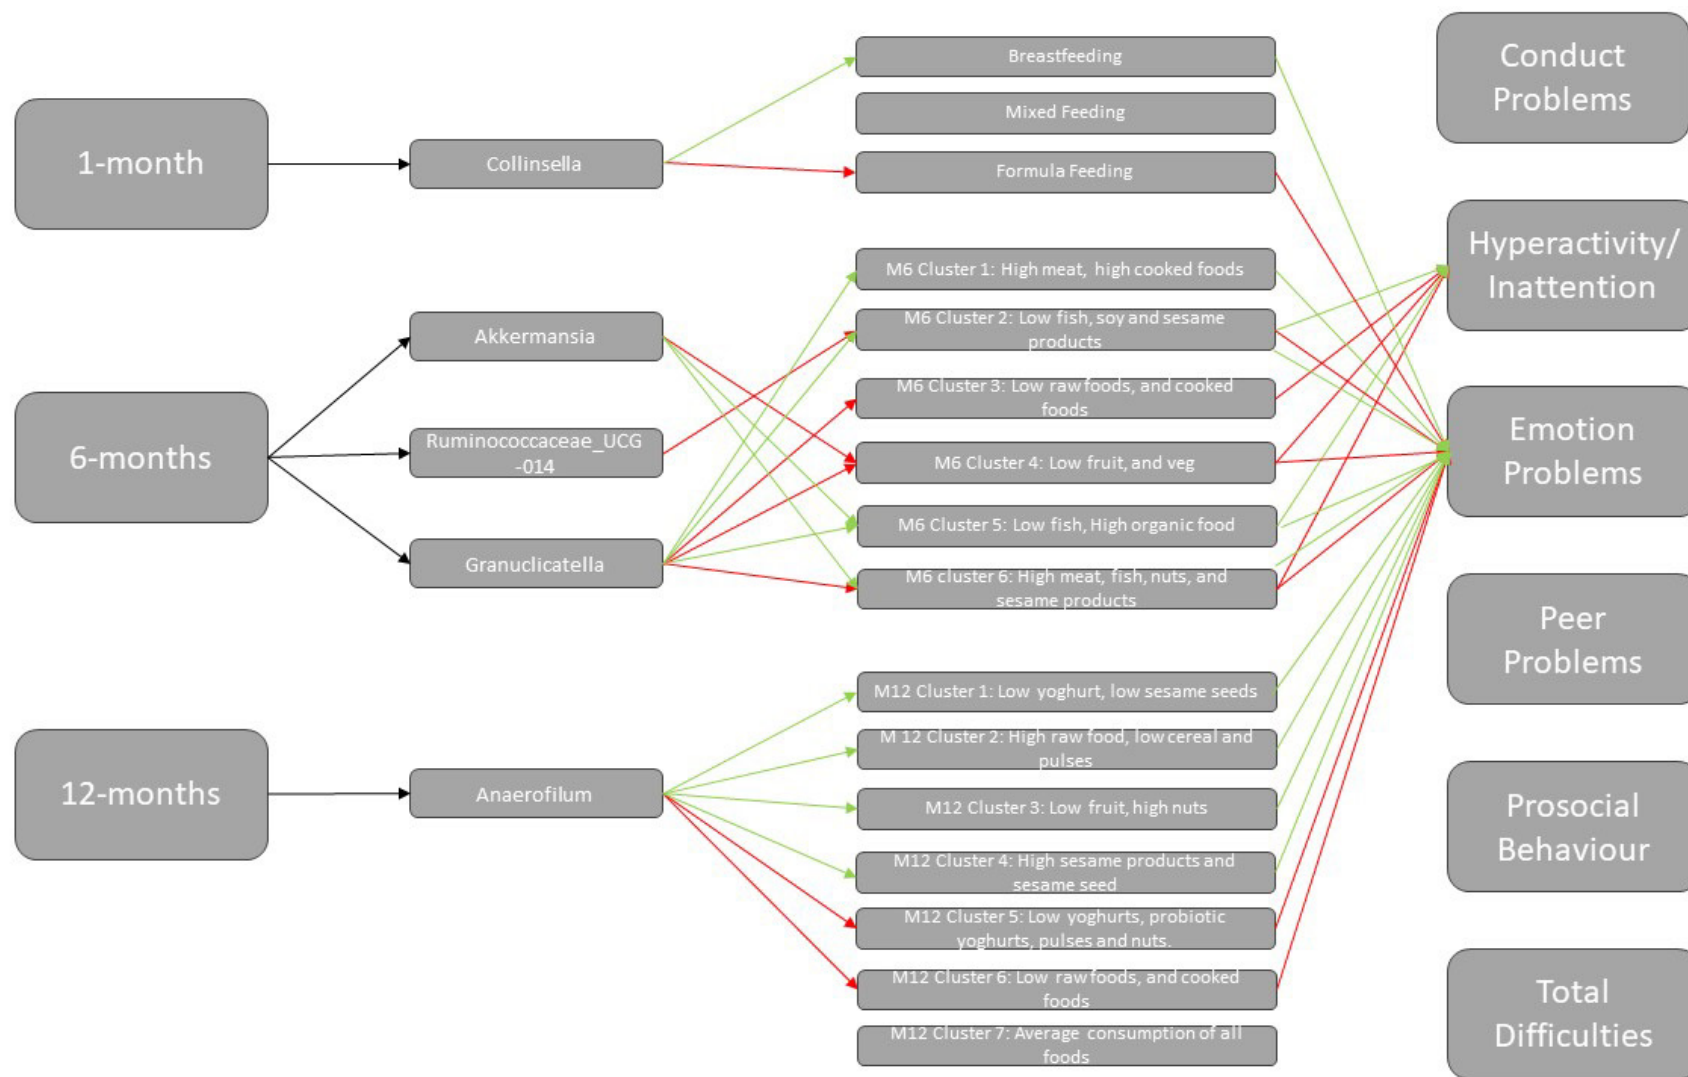 1-month
6-months
12-months
Collinsella
Akkermansia
Ruminococcaceae_UCG
-014
Granuclicatella
Anaerofilum
Breastfeeding
Mixed Feeding
Formula Feeding
M6 Cluster 1: High meat, high cooked foods
M6 Cluster 2: Low fish, soy and sesame
products
M6 Cluster 3: Low raw foods, and cooked
foods
M6 Cluster 4: Low fruit, and veg
M6 Cluster 5: Low fish, High organic food
M6 cluster 6: High meat, fish, nuts, and
sesame products
M12 Cluster 1: Low yoghurt, low sesame seeds
M 12 Cluster 2: High raw food, low cereal and
pulses
M12 Cluster 3: Low fruit, high nuts
M12 Cluster 4: High sesame products and
sesame seed
M12 Cluster 5: Low yoghurts, probiotic
yoghurts, pulses and nuts.
M12 Cluster 6: Low raw foods, and cooked
foods
M12 Cluster 7: Average consumption of all
foods
Conduct
Problems
Hyperactivity/
Inattention
Emotion
Problems
Peer
Problems
Prosocial
Behaviour
Total
Difficulties